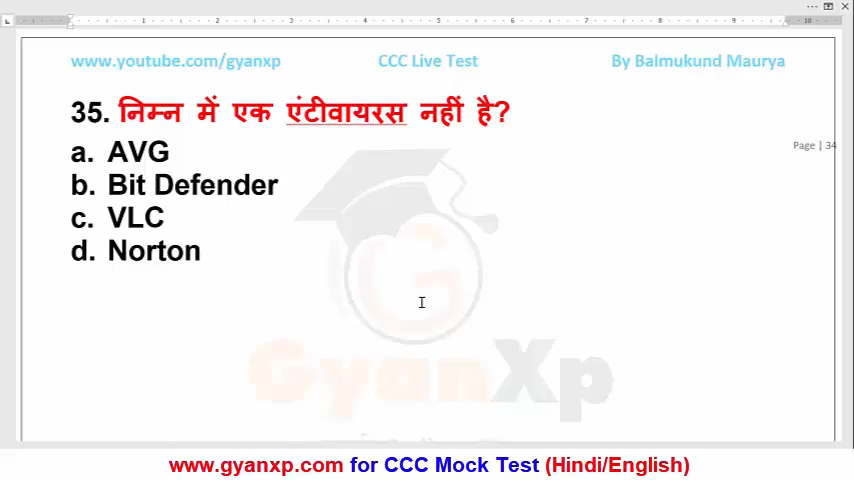 www.youtube.com/gyanxp CCC Live Test By Balmukund Maurya
35. निम्न में एक एंटीवायरस नहीं है?
Page | 34
a. AVG
b. Bit Defender
c. VLC
d. Norton
GyanXp
www.gyanxp.com for CCC Mock Test (Hindi/English)